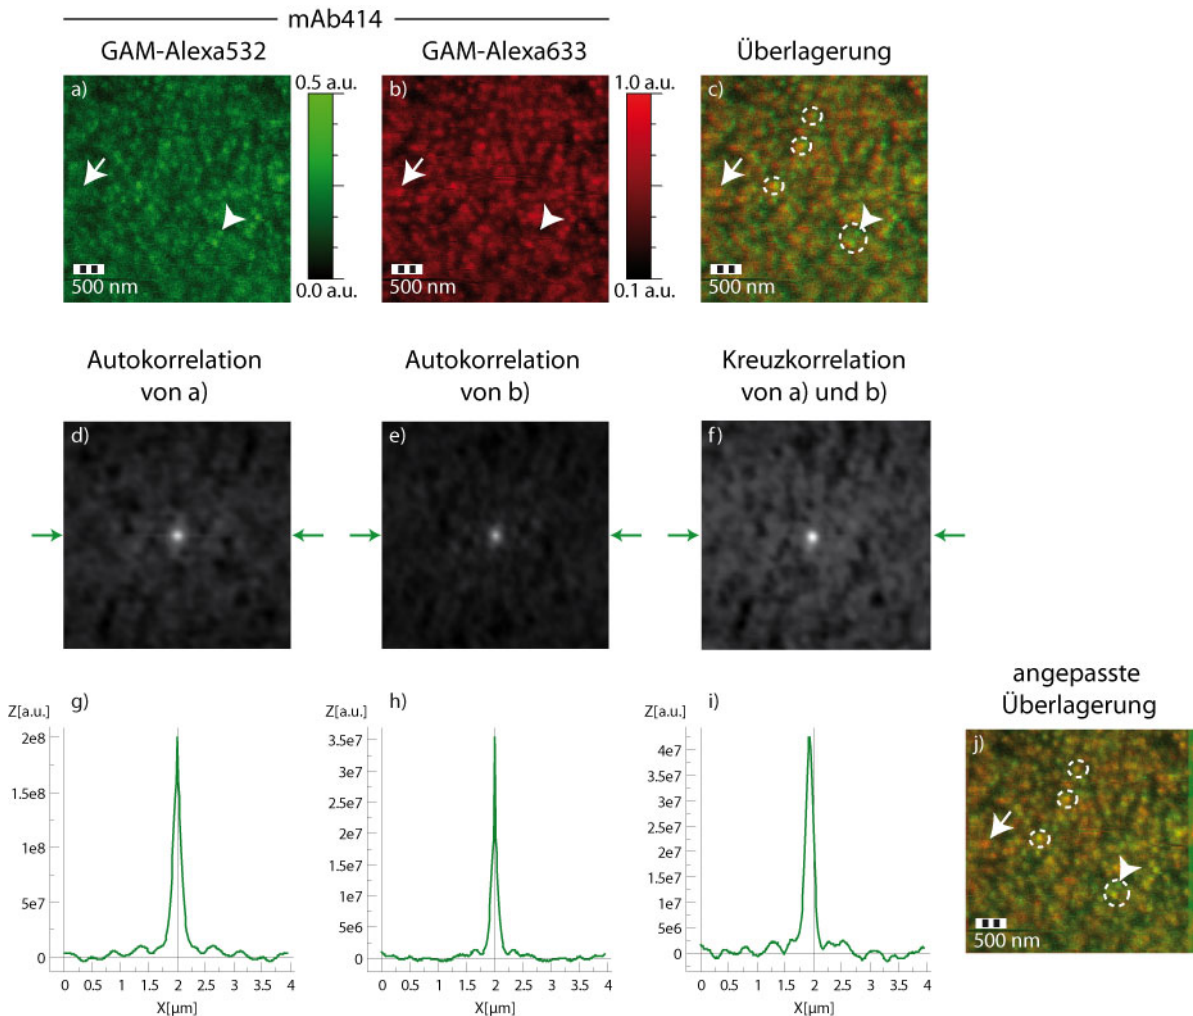 mAb414
GAM-Alexa532
GAM-Alexa633
Überlagerung
a)
0.5 a.u.
500 nm
0.0 a.u.
b)
1.0 a.u.
500 nm
0.1 a.u.
c)
500 nm
Autokorrelation
von a)
Autokorrelation
von b)
Kreuzkorrelation
von a) und b)
d)
e)
f)
g)
Z[a.u.]
2e8
1.5e8
1e8
5e7
0
0 0.5 1 1.5 2 2.5 3 3.5 4
X[µm]
h)
Z[a.u.]
3.5e7
3e7
2.5e7
2e7
1.5e7
1e7
5e6
0
0 0.5 1 1.5 2 2.5 3 3.5 4
X[µm]
i)
Z[a.u.]
4e7
3.5e7
3e7
2.5e7
2e7
1.5e7
1e7
5e6
0
0 0.5 1 1.5 2 2.5 3 3.5 4
X[µm]
angepasste
Überlagerung
j)
500 nm